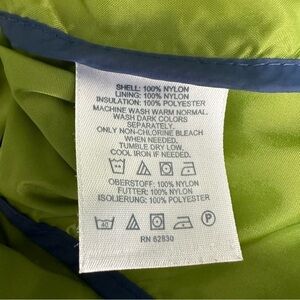 SHELL: 100% NYLON
LINING: 100% NYLON
INSULATION: 100% POLYESTER
MACHINE WASH WARM NORMAL.
WASH DARK COLORS
SEPARATELY.
ONLY NON-CHLORINE BLEACH
WHEN NEEDED.
TUMBLE DRY LOW.
COOL IRON IF NEEDED.
OBERSTOFF: 100% NYLON
FUTTER: 100% NYLON
ISOLIERUNG: 100% POLYESTER
40 P
RN 62830